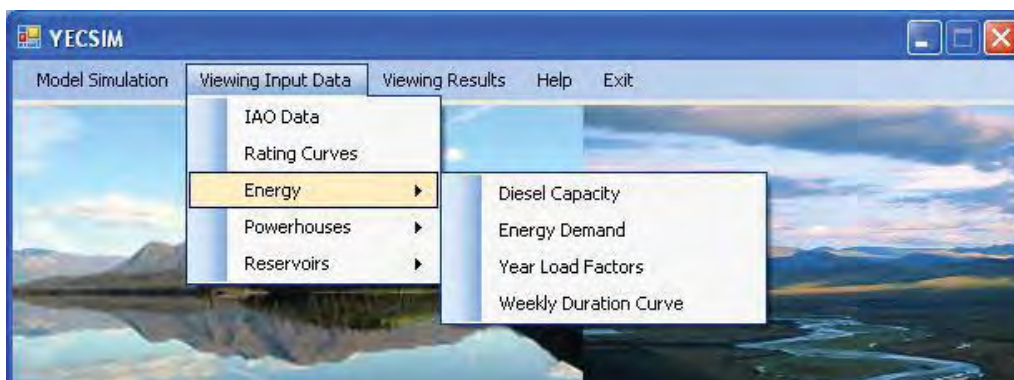 YECSIM
Model Simulation Viewing Input Data Viewing Results Help Exit
IAO Data
Rating Curves
Energy
Powerhouses
Reservoirs
Diesel Capacity
Energy Demand
Year Load Factors
Weekly Duration Curve